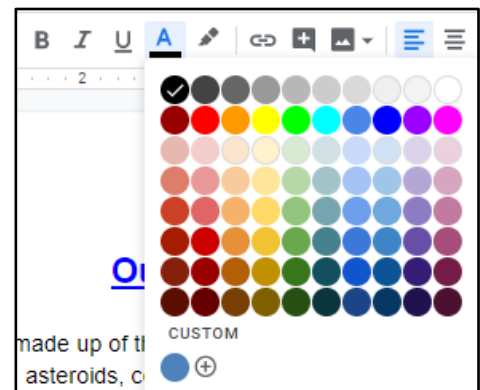 B I U A
2
Ou
CUSTOM
made up of th
asteroids, c